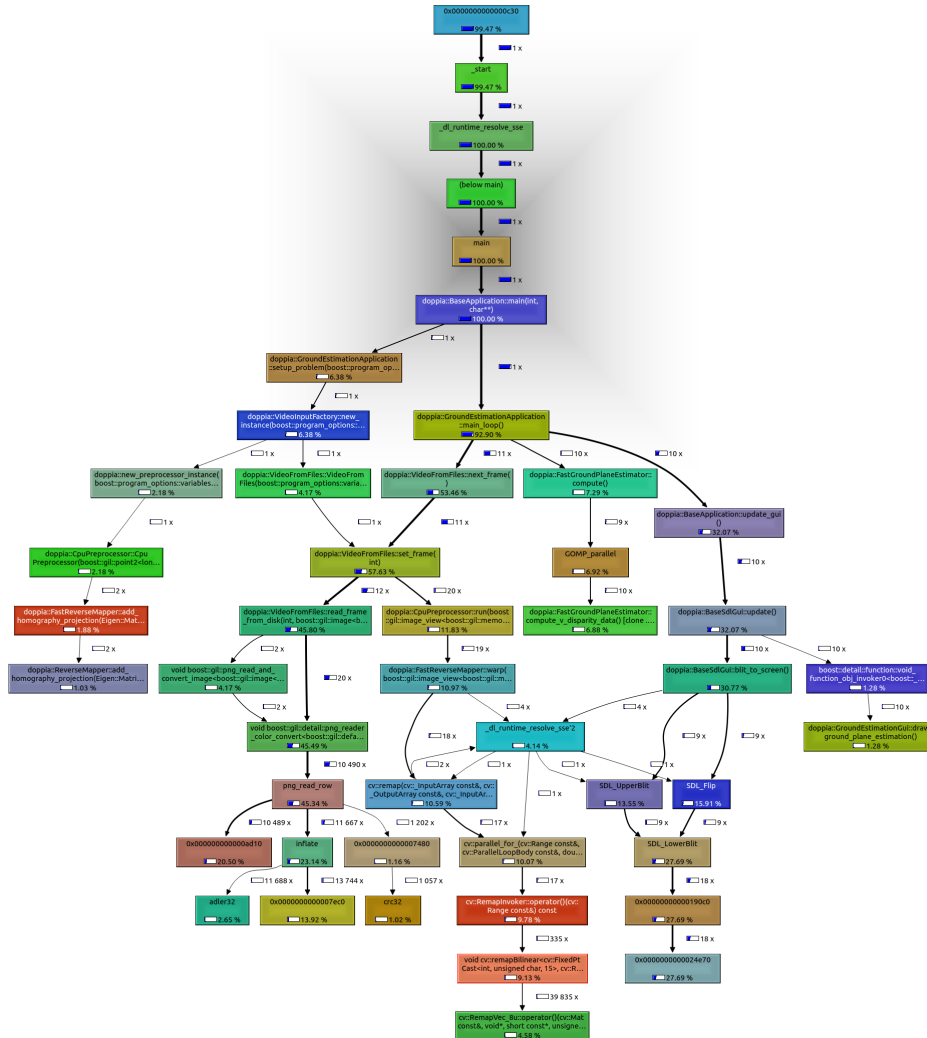 0x0000000000000c30
99.47 %
1 x
_start
99.47 %
1 x
_dl_runtime_resolve_sse
100.00 %
1 x
(below main)
100.00 %
1 x
main
100.00 %
1 x
doppia::BaseApplication::main(int,
char**)
100.00 %
1 x
1 x
doppia::GroundEstimationApplication
::setup_problem(boost::program_op...
6.38 %
1 x
doppia::VideoInputFactory::new_
instance(boost::program_options::...
6.38 %
doppia::GroundEstimationApplication
::main_loop()
92.90 %
1 x
1 x
11 x
10 x
10 x
doppia::new_preprocessor_instance(
boost::program_options::variables...
2.18 %
doppia::VideoFromFiles::VideoFrom
Files(boost::program_options::varia...
4.17 %
doppia::VideoFromFiles::next_frame(
)
53.46 %
doppia::FastGroundPlaneEstimator::
compute()
7.29 %
doppia::BaseApplication::update_gui
()
32.07 %
1 x
1 x
11 x
9 x
10 x
doppia::CpuPreprocessor::Cpu
Preprocessor(boost::gil::point2<lon...
2.18 %
doppia::VideoFromFiles::set_frame(
int)
57.63 %
GOMP_parallel
6.92 %
2 x
12 x
20 x
10 x
doppia::FastReverseMapper::add_
homography_projection(Eigen::Mat...
1.88 %
doppia::VideoFromFiles::read_frame
_from_disk(int, boost::gil::image<b...
45.80 %
doppia::CpuPreprocessor::run(boost
::gil::image_view<boost::gil::memo...
11.83 %
doppia::FastGroundPlaneEstimator::
compute_v_disparity_data() [clone ....
6.88 %
doppia::BaseSdlGui::update()
32.07 %
2 x
2 x
20 x
19 x
10 x
10 x
doppia::ReverseMapper::add_
homography_projection(Eigen::Matri...
1.03 %
void boost::gil::png_read_and_
convert_image<boost::gil::image<...
4.17 %
doppia::FastReverseMapper::warp(
boost::gil::image_view<boost::gil::m...
10.97 %
doppia::BaseSdlGui::blit_to_screen()
30.77 %
boost::detail::function::void_
function_obj_invoker0<boost::_...
1.28 %
2 x
4 x
4 x
10 x
void boost::gil::detail::png_reader
_color_convert<boost::gil::defa...
45.49 %
_dl_runtime_resolve_sse'2
4.14 %
doppia::GroundEstimationGui::draw_
ground_plane_estimation()
1.28 %
18 x
9 x
9 x
10 490 x
2 x
1 x
1 x
1 x
1 x
png_read_row
45.34 %
cv::remap(cv::_InputArray const&, cv::
_OutputArray const&, cv::_InputAr...
10.59 %
SDL_UpperBlit
13.55 %
SDL_Flip
15.91 %
10 489 x
11 667 x
1 202 x
17 x
9 x
9 x
0x000000000000ad10
20.50 %
inflate
23.14 %
0x0000000000007480
1.16 %
cv::parallel_for_(cv::Range const&,
cv::ParallelLoopBody const&, dou...
10.07 %
SDL_LowerBlit
27.69 %
11 688 x
13 744 x
1 057 x
17 x
18 x
adler32
2.65 %
0x0000000000007ec0
13.92 %
crc32
1.02 %
cv::RemapInvoker::operator()(cv::
Range const&) const
9.78 %
0x00000000000190c0
27.69 %
335 x
18 x
void cv::remapBilinear<cv::FixedPt
Cast<int, unsigned char, 15>, cv::R...
9.13 %
0x0000000000024e70
27.69 %
39 835 x
cv::RemapVec_8u::operator()(cv::Mat
const&, void*, short const*, unsigne...
4.58 %